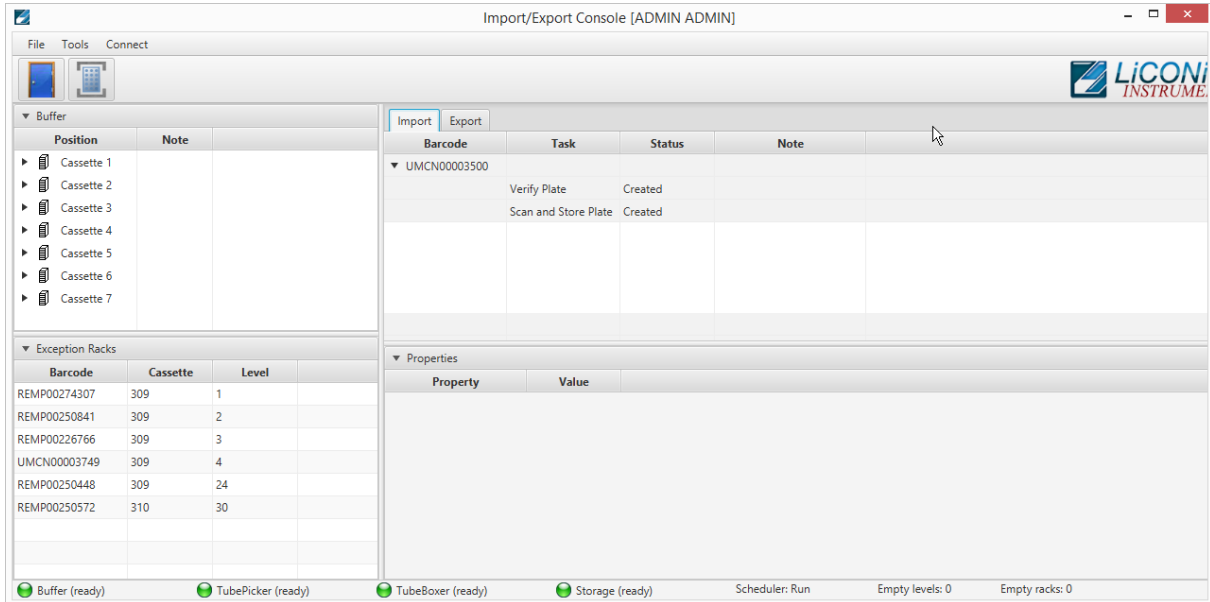 Import/Export Console [ADMIN ADMIN]
File Tools Connect
LiCONi
INSTRUME
Buffer
Position Note
Cassette 1
Cassette 2
Cassette 3
Cassette 4
Cassette 5
Cassette 6
Cassette 7
Import Export
Barcode Task Status Note
UMCN00003500
Verify Plate Created
Scan and Store Plate Created
Exception Racks
Barcode Cassette Level
REMP00274307 309 1
REMP00250841 309 2
REMP00226766 309 3
UMCN00003749 309 4
REMP00250448 309 24
REMP00250572 310 30
Properties
Property Value
Buffer (ready) TubePicker (ready) TubeBoxer (ready) Storage (ready) Scheduler: Run Empty levels: 0 Empty racks: 0